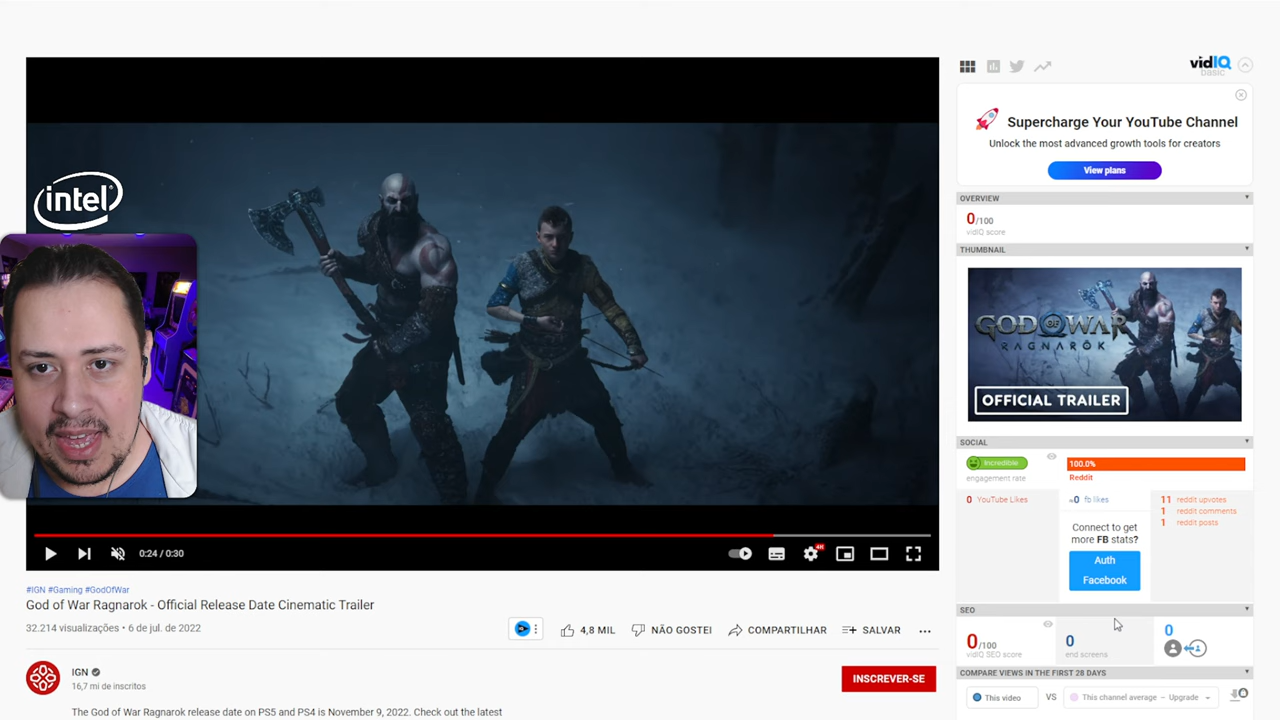 intel
0:24 / 0:30
#IGN #Gaming #GodOfWar
God of War Ragnarok - Official Release Date Cinematic Trailer
32.214 visualizações • 6 de jul. de 2022
4,8 MIL
NÃO GOSTEI
COMPARTILHAR
SALVAR
IGN
16,7 mi de inscritos
INSCREVER-SE
The God of War Ragnarok release date on PS5 and PS4 is November 9, 2022. Check out the latest
vidIQ
basic
Supercharge Your YouTube Channel
Unlock the most advanced growth tools for creators
View plans
OVERVIEW
0/100
vidIQ score
THUMBNAIL
GOD OF WAR
RAGNARÖK
OFFICIAL TRAILER
SOCIAL
Incredible
engagement rate
100.0%
Reddit
0 YouTube Likes
0 fb likes
Connect to get
more FB stats?
Auth
Facebook
11 reddit upvotes
1 reddit comments
1 reddit posts
SEO
0/100
vidIQ SEO score
0
end screens
0
COMPARE VIEWS IN THE FIRST 28 DAYS
This video VS This channel average – Upgrade